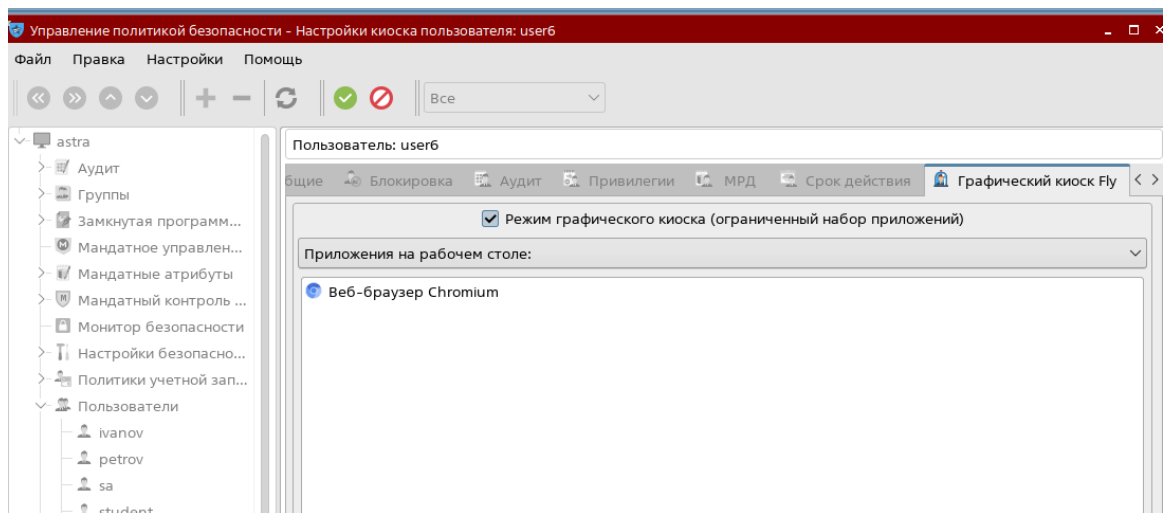 Управление политикой безопасности – Настройки киоска пользователя: user6
Файл Правка Настройки Помощь
Все
astra
Аудит
Группы
Замкнутая программ...
Мандатное управлен...
Мандатные атрибуты
Мандатный контроль ...
Монитор безопасности
Настройки безопасно...
Политики учетной зап...
Пользователи
ivanov
petrov
sa
student
Пользователь: user6
бщие Блокировка Аудит Привилегии МРД Срок действия Графический киоск Fly
Режим графического киоска (ограниченный набор приложений)
Приложения на рабочем столе:
Веб-браузер Chromium